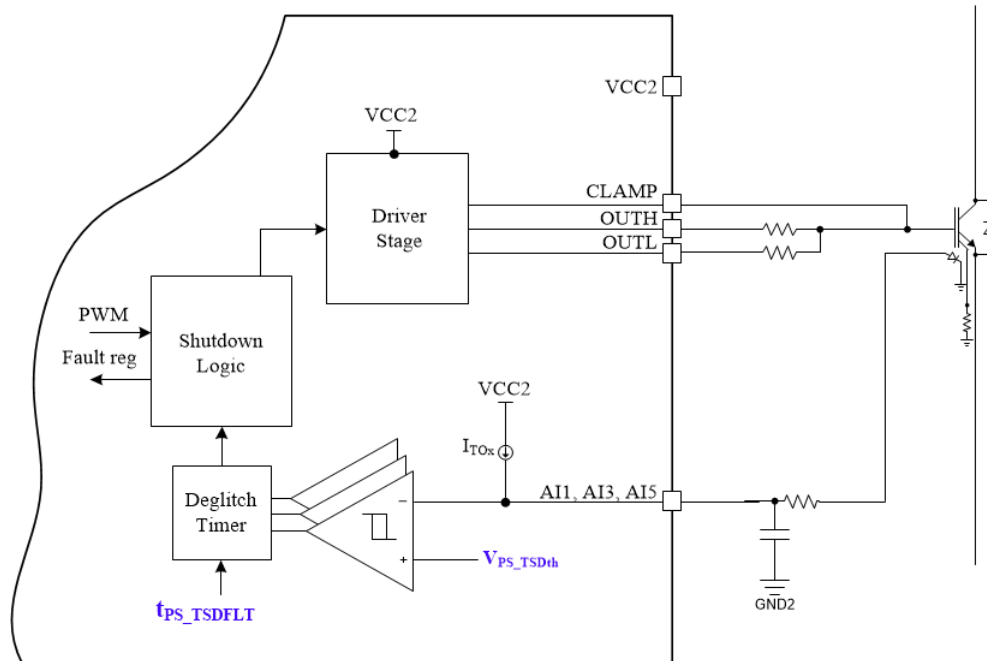 VCC2
VCC2
CLAMP
Driver
Stage
OUTH
OUTL
Z
PWM
Shutdown
Logic
Fault reg
VCC2
ITOx
Deglitch
Timer
−
AI1, AI3, AI5
+
VPS_TSDth
tPS_TSDFLT
GND2